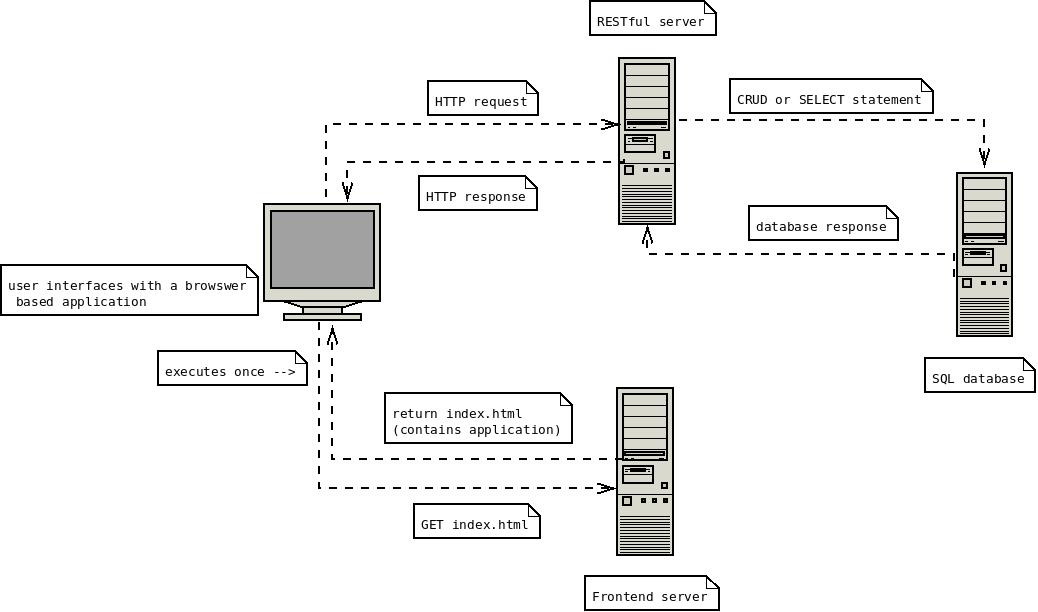 RESTful server
HTTP request
CRUD or SELECT statement
HTTP response
database response
user interfaces with a browswer
based application
executes once -->
SQL database
return index.html
(contains application)
GET index.html
Frontend server